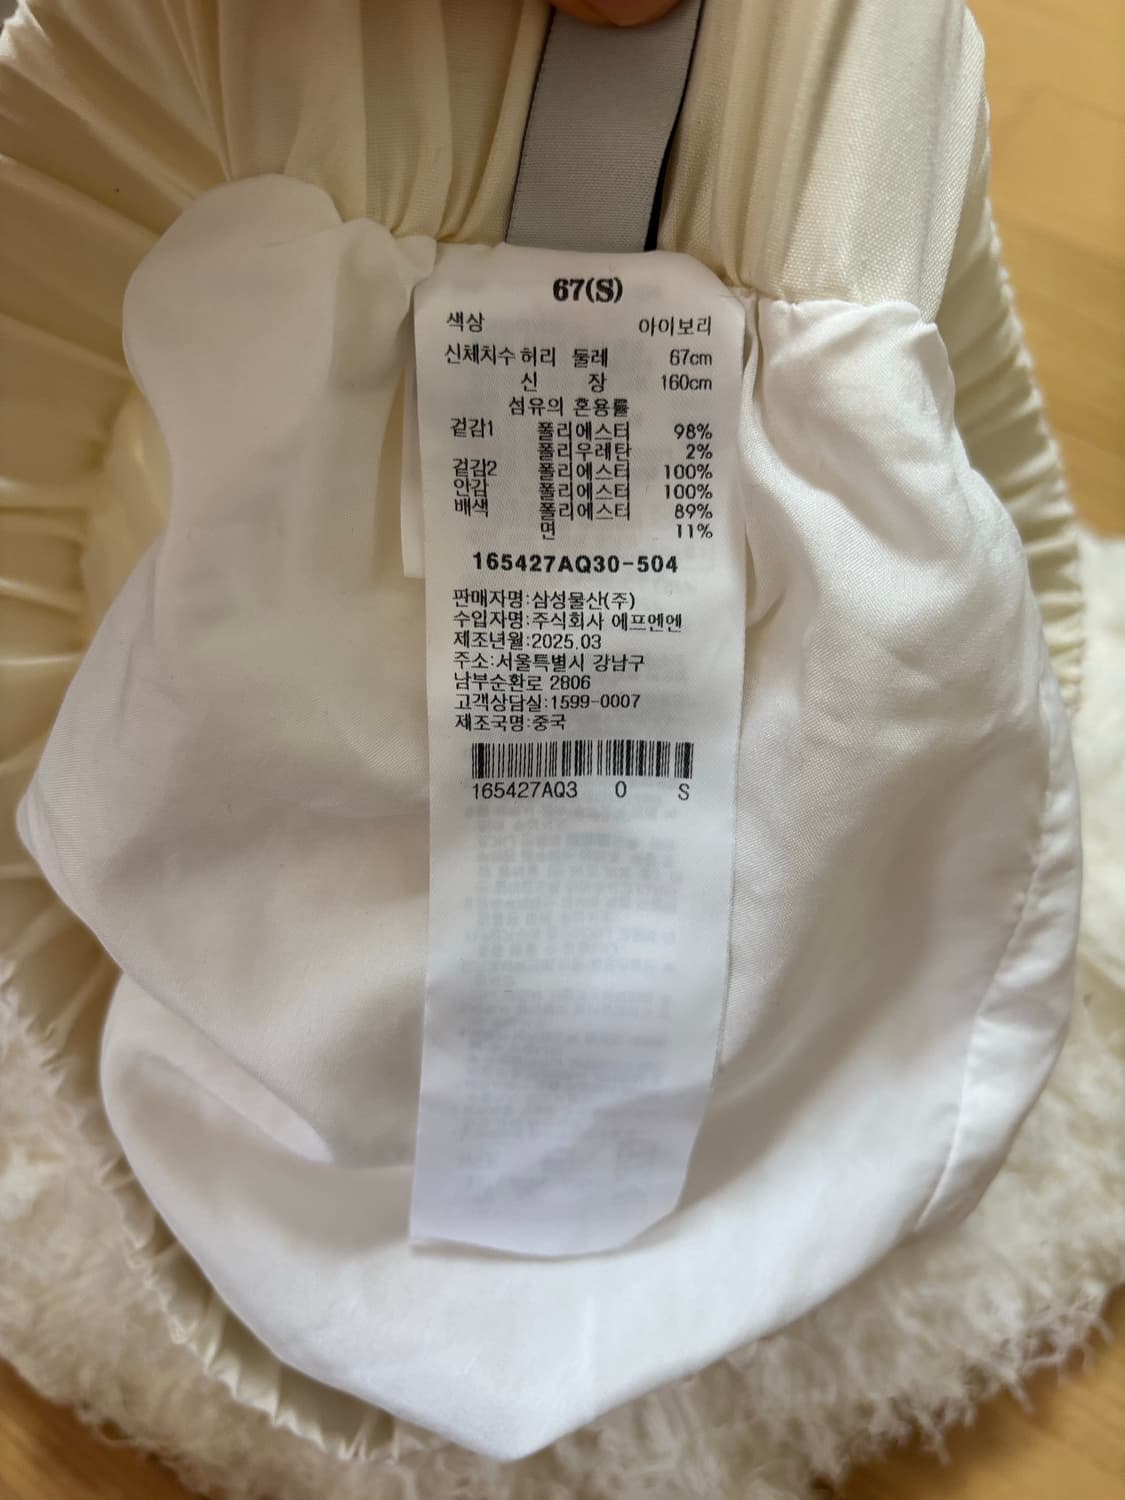 67(S)
색상 아이보리
신체치수 허리 둘레 67cm
신 장 160cm
섬유의 혼용률
겉감1 폴리에스터 98%
폴리우레탄 2%
겉감2 폴리에스터 100%
안감 폴리에스터 100%
배색 폴리에스터 89%
면 11%
165427AQ30-504
판매자명:삼성물산(주)
수입자명:주식회사 에프엔엔
제조년월:2025.03
주소:서울특별시 강남구
남부순환로 2806
고객상담실:1599-0007
제조국명:중국
165427AQ3 0 S